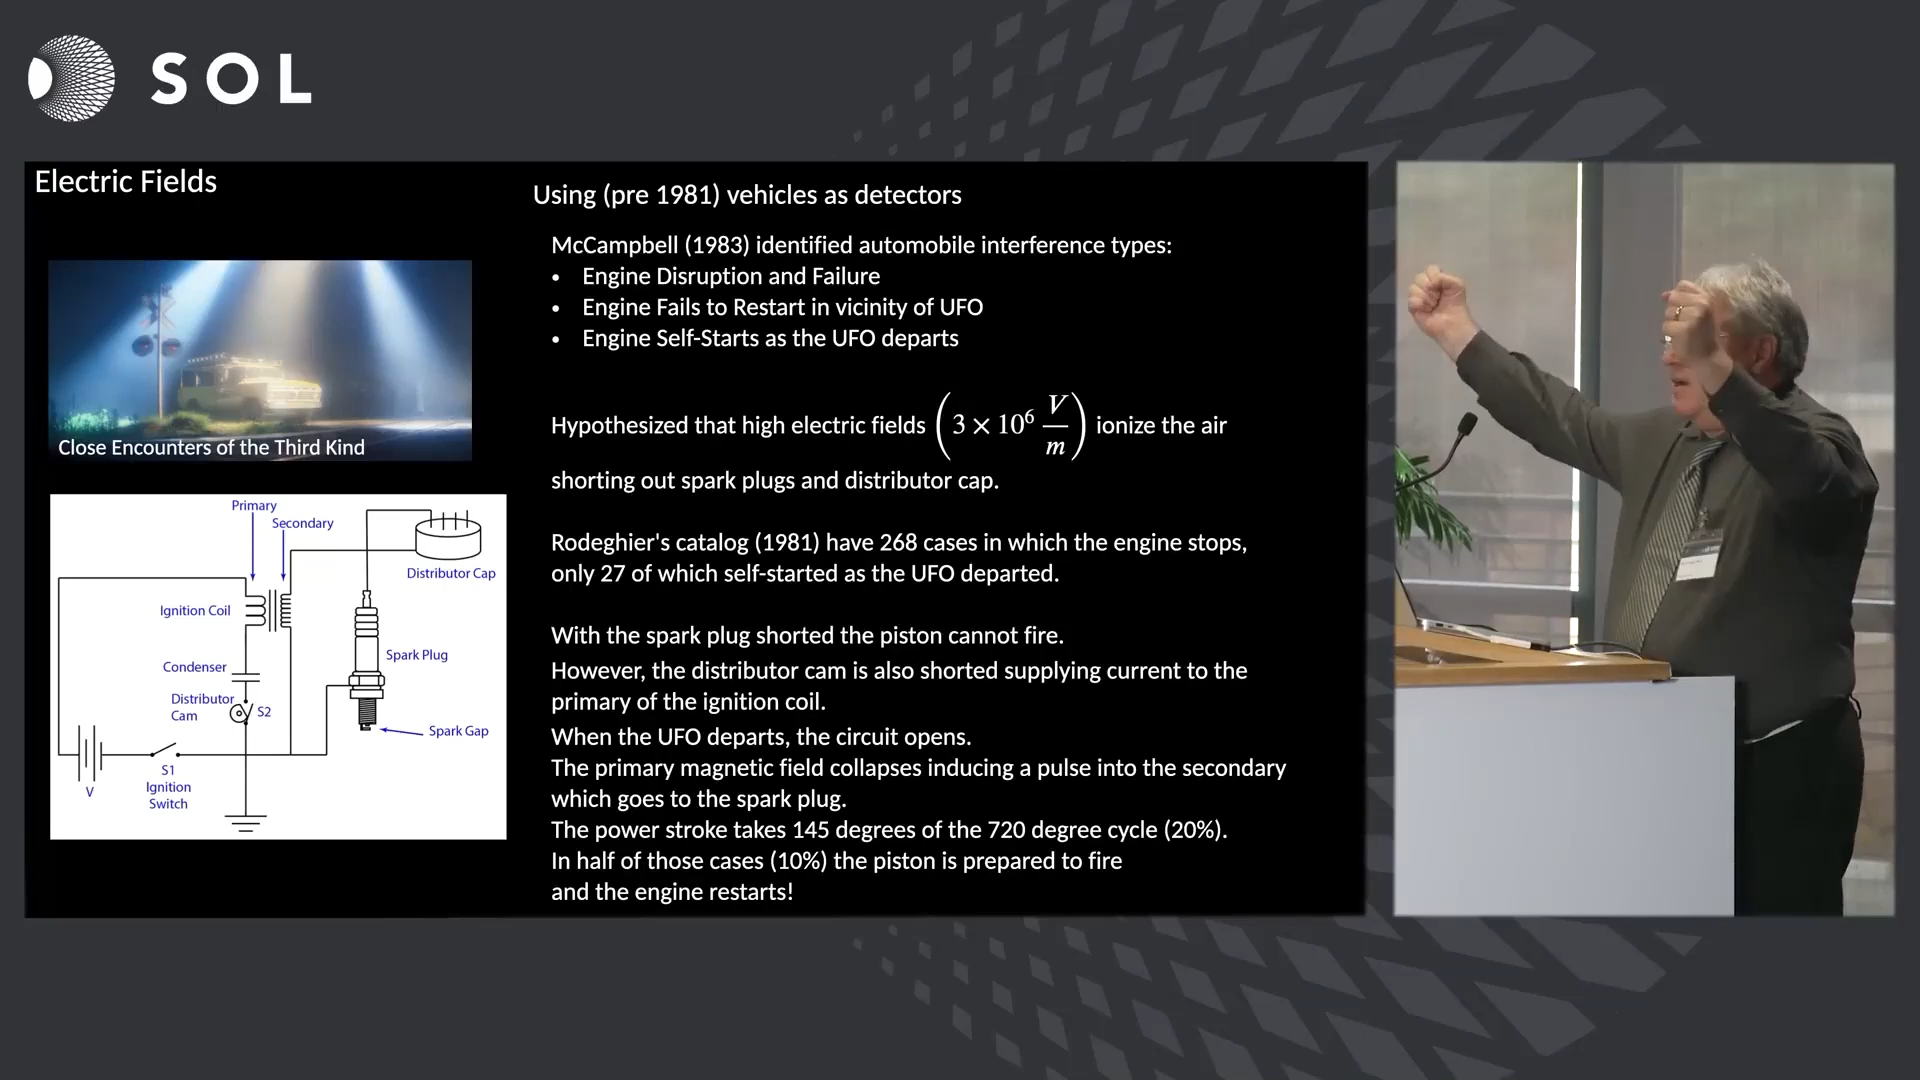 SOL
Electric Fields
Using (pre 1981) vehicles as detectors
McCampbell (1983) identified automobile interference types:
• Engine Disruption and Failure
• Engine Fails to Restart in vicinity of UFO
• Engine Self-Starts as the UFO departs
Hypothesized that high electric fields (3 × 10⁶ V/m) ionize the air
shorting out spark plugs and distributor cap.
Rodeghier's catalog (1981) have 268 cases in which the engine stops,
only 27 of which self-started as the UFO departed.
With the spark plug shorted the piston cannot fire.
However, the distributor cam is also shorted supplying current to the
primary of the ignition coil.
When the UFO departs, the circuit opens.
The primary magnetic field collapses inducing a pulse into the secondary
which goes to the spark plug.
The power stroke takes 145 degrees of the 720 degree cycle (20%).
In half of those cases (10%) the piston is prepared to fire
and the engine restarts!
Close Encounters of the Third Kind
Primary
Secondary
Distributor Cap
Ignition Coil
Spark Plug
Condenser
Distributor
Cam
S2
Spark Gap
S1
Ignition
Switch
V